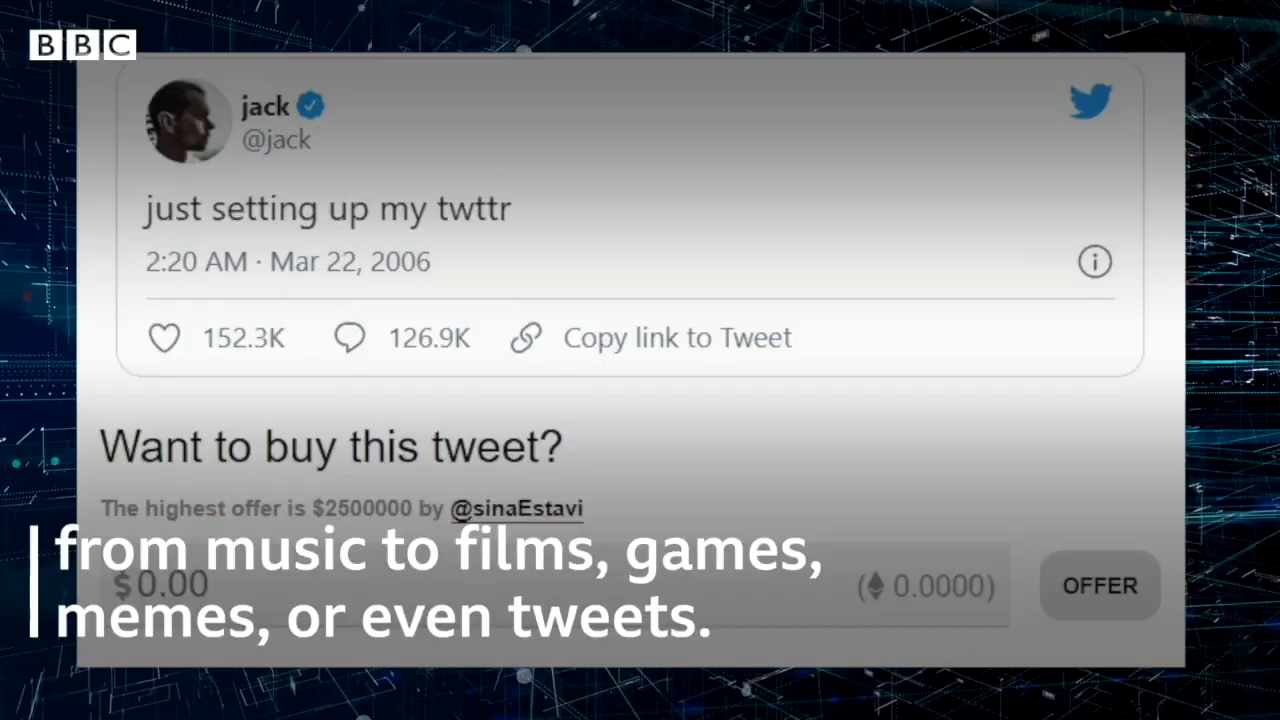 BBC
jack
@jack
just setting up my twttr
2:20 AM · Mar 22, 2006
152.3K 126.9K Copy link to Tweet
Want to buy this tweet?
The highest offer is $2500000 by @sinaEstavi
from music to films, games,
$0.00 (0.0000) OFFER
memes, or even tweets.